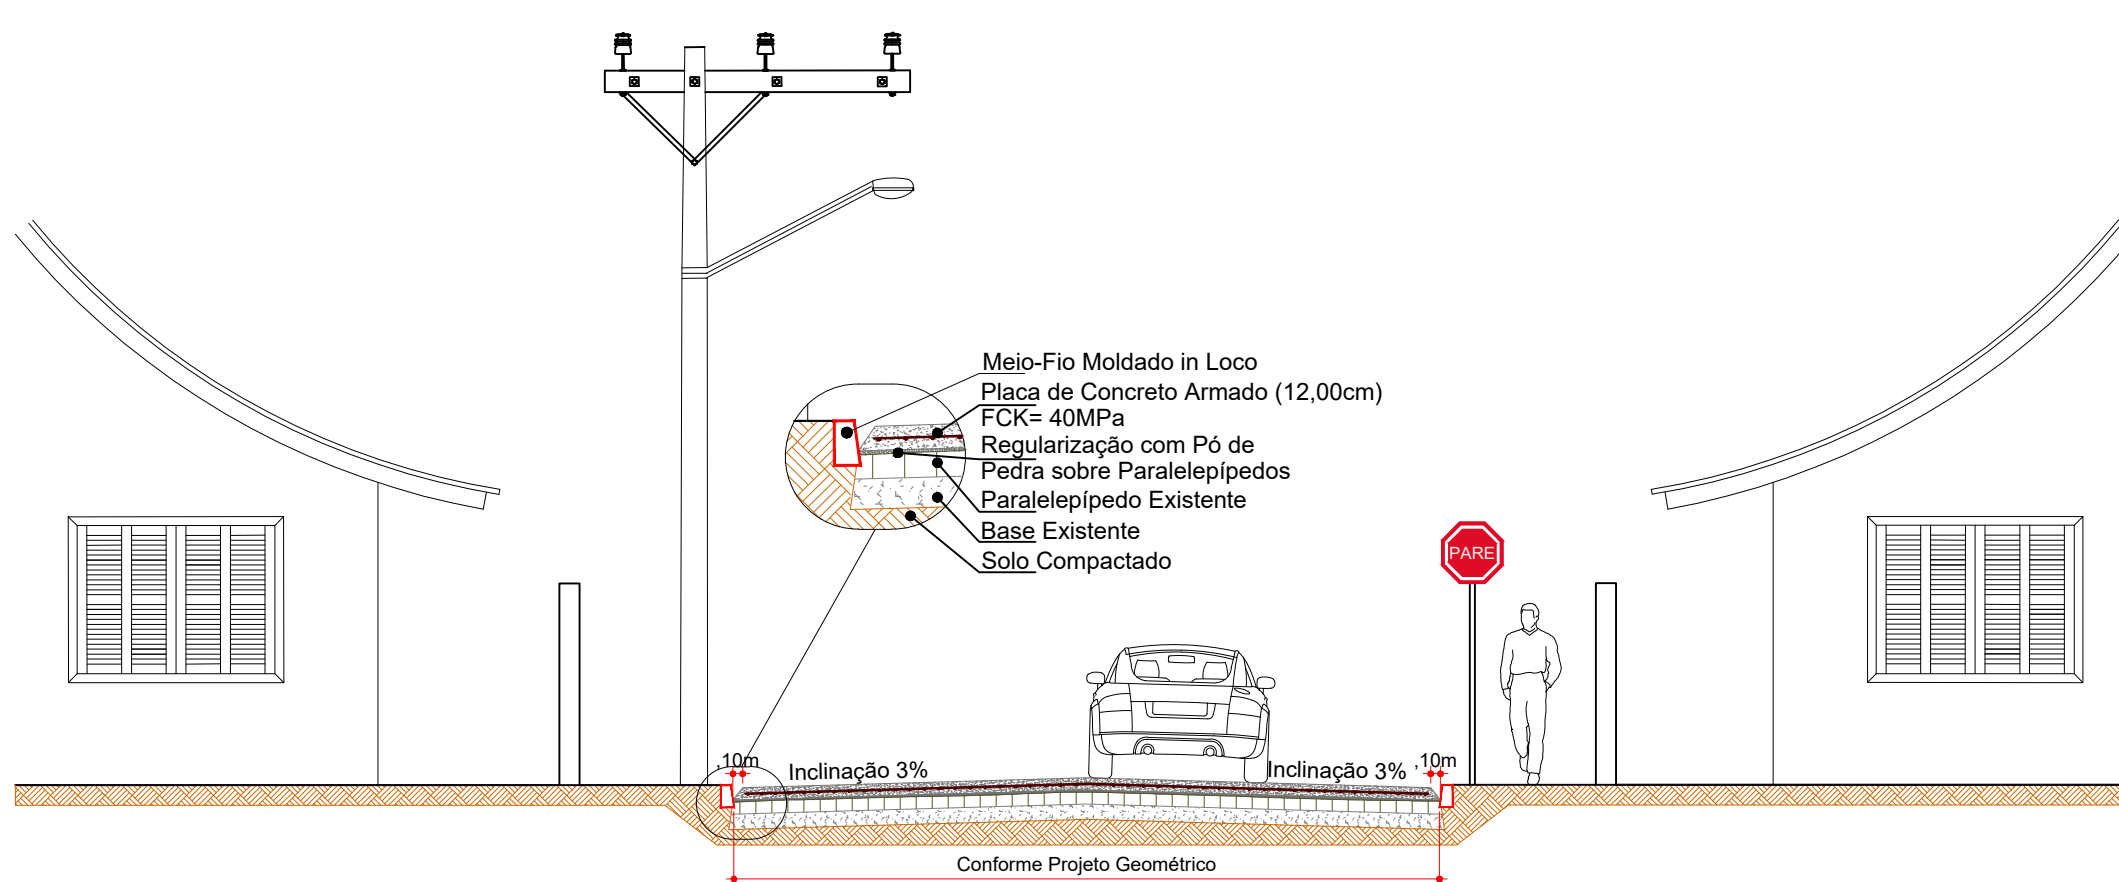 Meio-Fio Moldado in Loco
Placa de Concreto Armado (12,00cm)
FCK= 40MPa
Regularização com Pó de
Pedra sobre Paralelepípedos
Paralelepípedo Existente
Base Existente
Solo Compactado
PARE
,10m
Inclinação 3%
Inclinação 3%
,10m
Conforme Projeto Geométrico